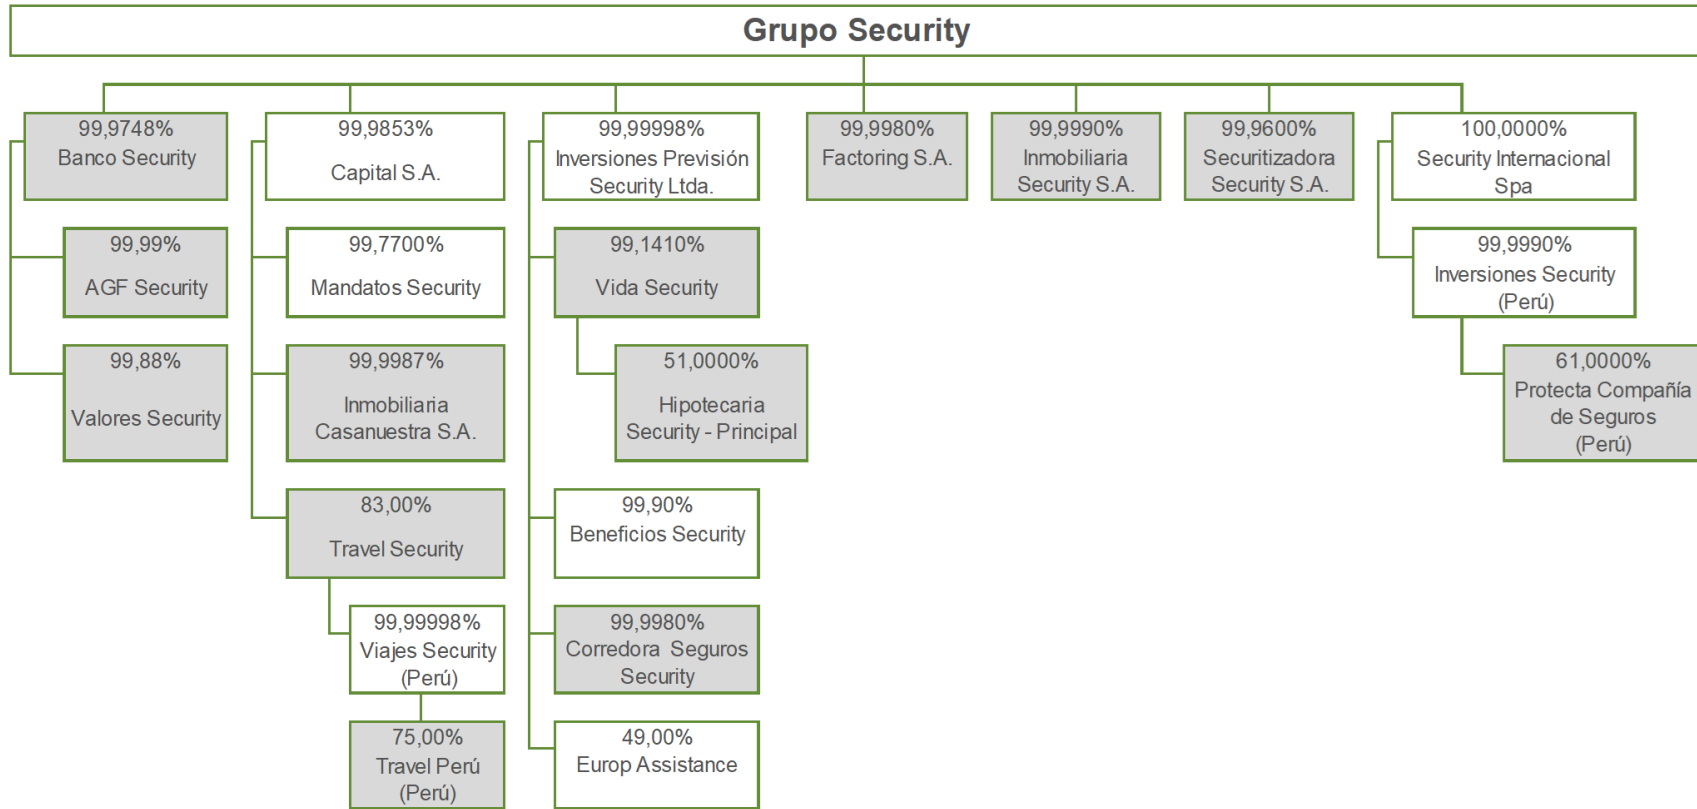 Grupo Security
99,9748%
Banco Security
99,99%
AGF Security
99,88%
Valores Security
99,9853%
Capital S.A.
99,7700%
Mandatos Security
99,9987%
Inmobiliaria
Casanuestra S.A.
83,00%
Travel Security
99,99998%
Viajes Security
(Perú)
75,00%
Travel Perú
(Perú)
99,99998%
Inversiones Previsión
Security Ltda.
99,1410%
Vida Security
51,0000%
Hipotecaria
Security - Principal
99,90%
Beneficios Security
99,9980%
Corredora Seguros
Security
49,00%
Europ Assistance
99,9980%
Factoring S.A.
99,9990%
Inmobiliaria
Security S.A.
99,9600%
Securitizadora
Security S.A.
100,0000%
Security Internacional
Spa
99,9990%
Inversiones Security
(Perú)
61,0000%
Protecta Compañía
de Seguros
(Perú)